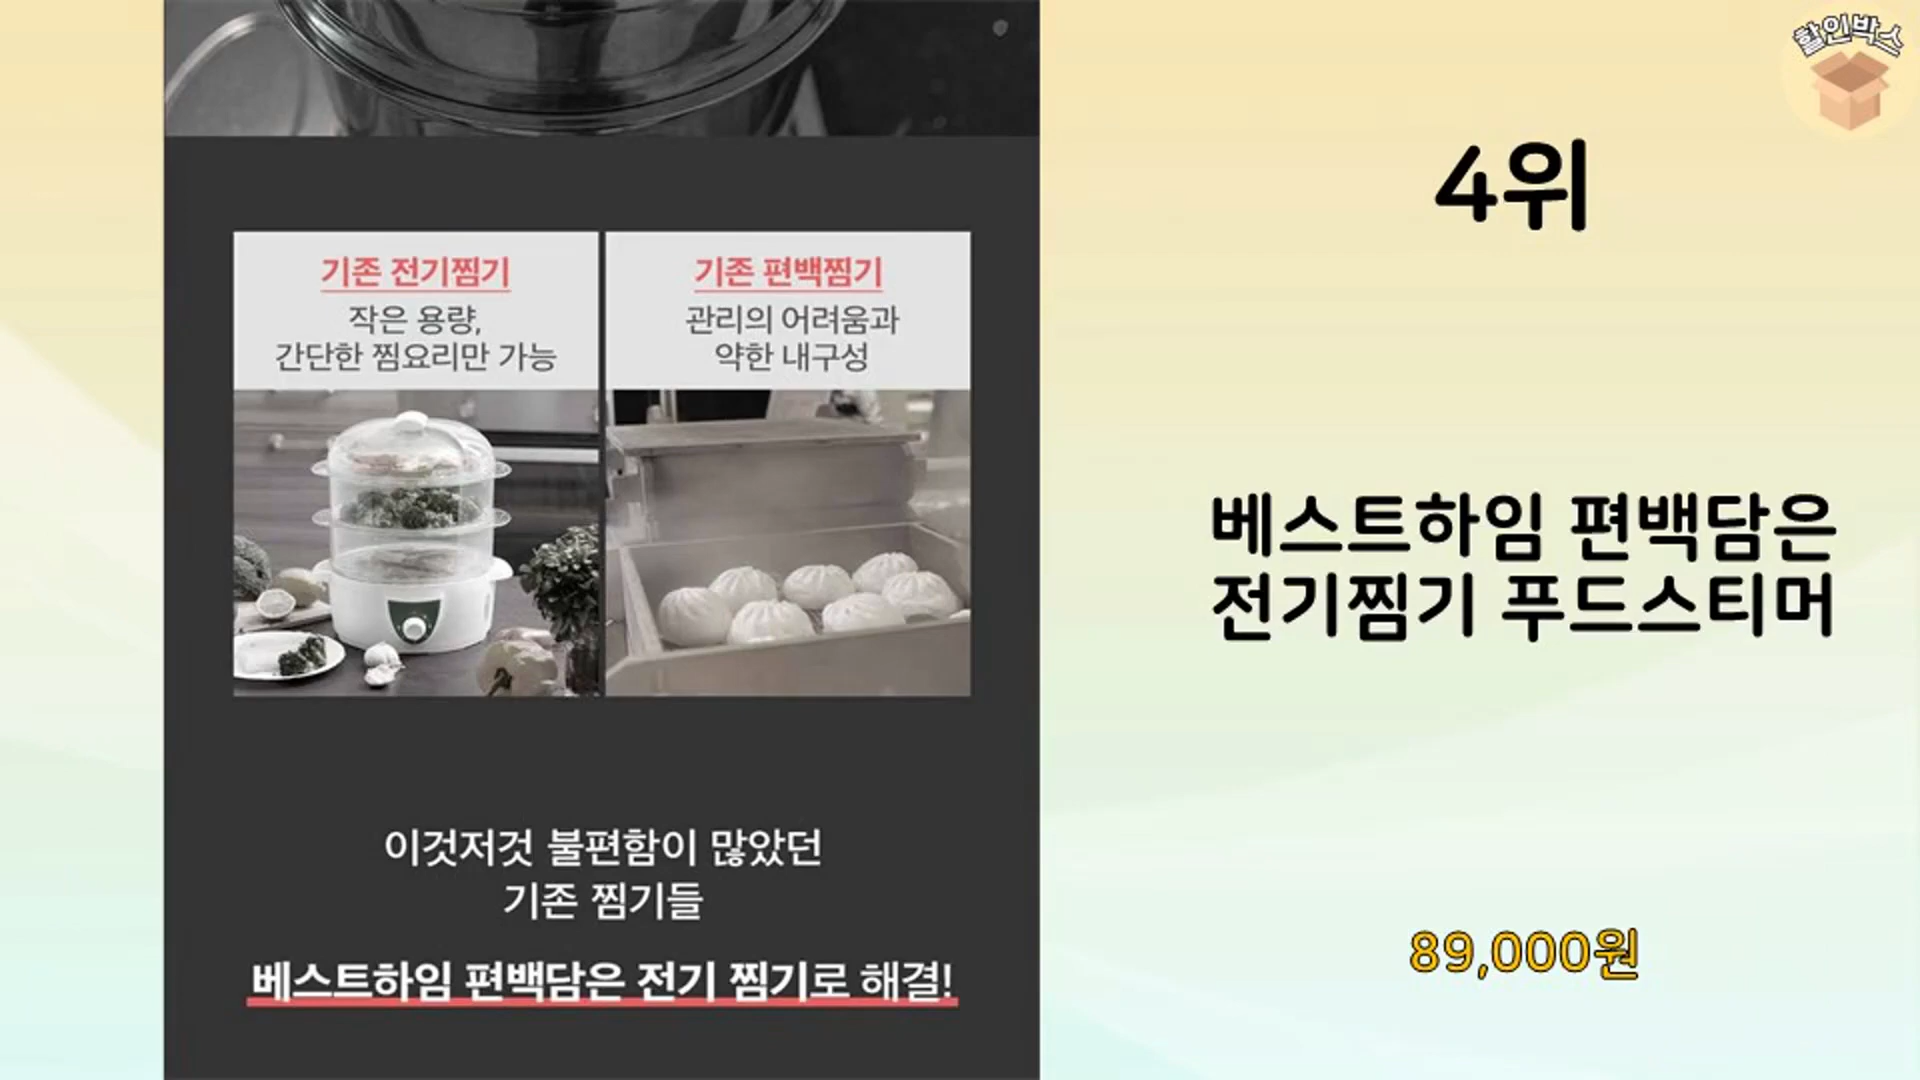 기존 전기찜기
작은 용량,
간단한 찜요리만 가능
기존 편백찜기
관리의 어려움과
약한 내구성
이것저것 불편함이 많았던
기존 찜기들
베스트하임 편백담은 전기 찜기로 해결!
할인박스
4위
베스트하임 편백담은
전기찜기 푸드스티머
89,000원